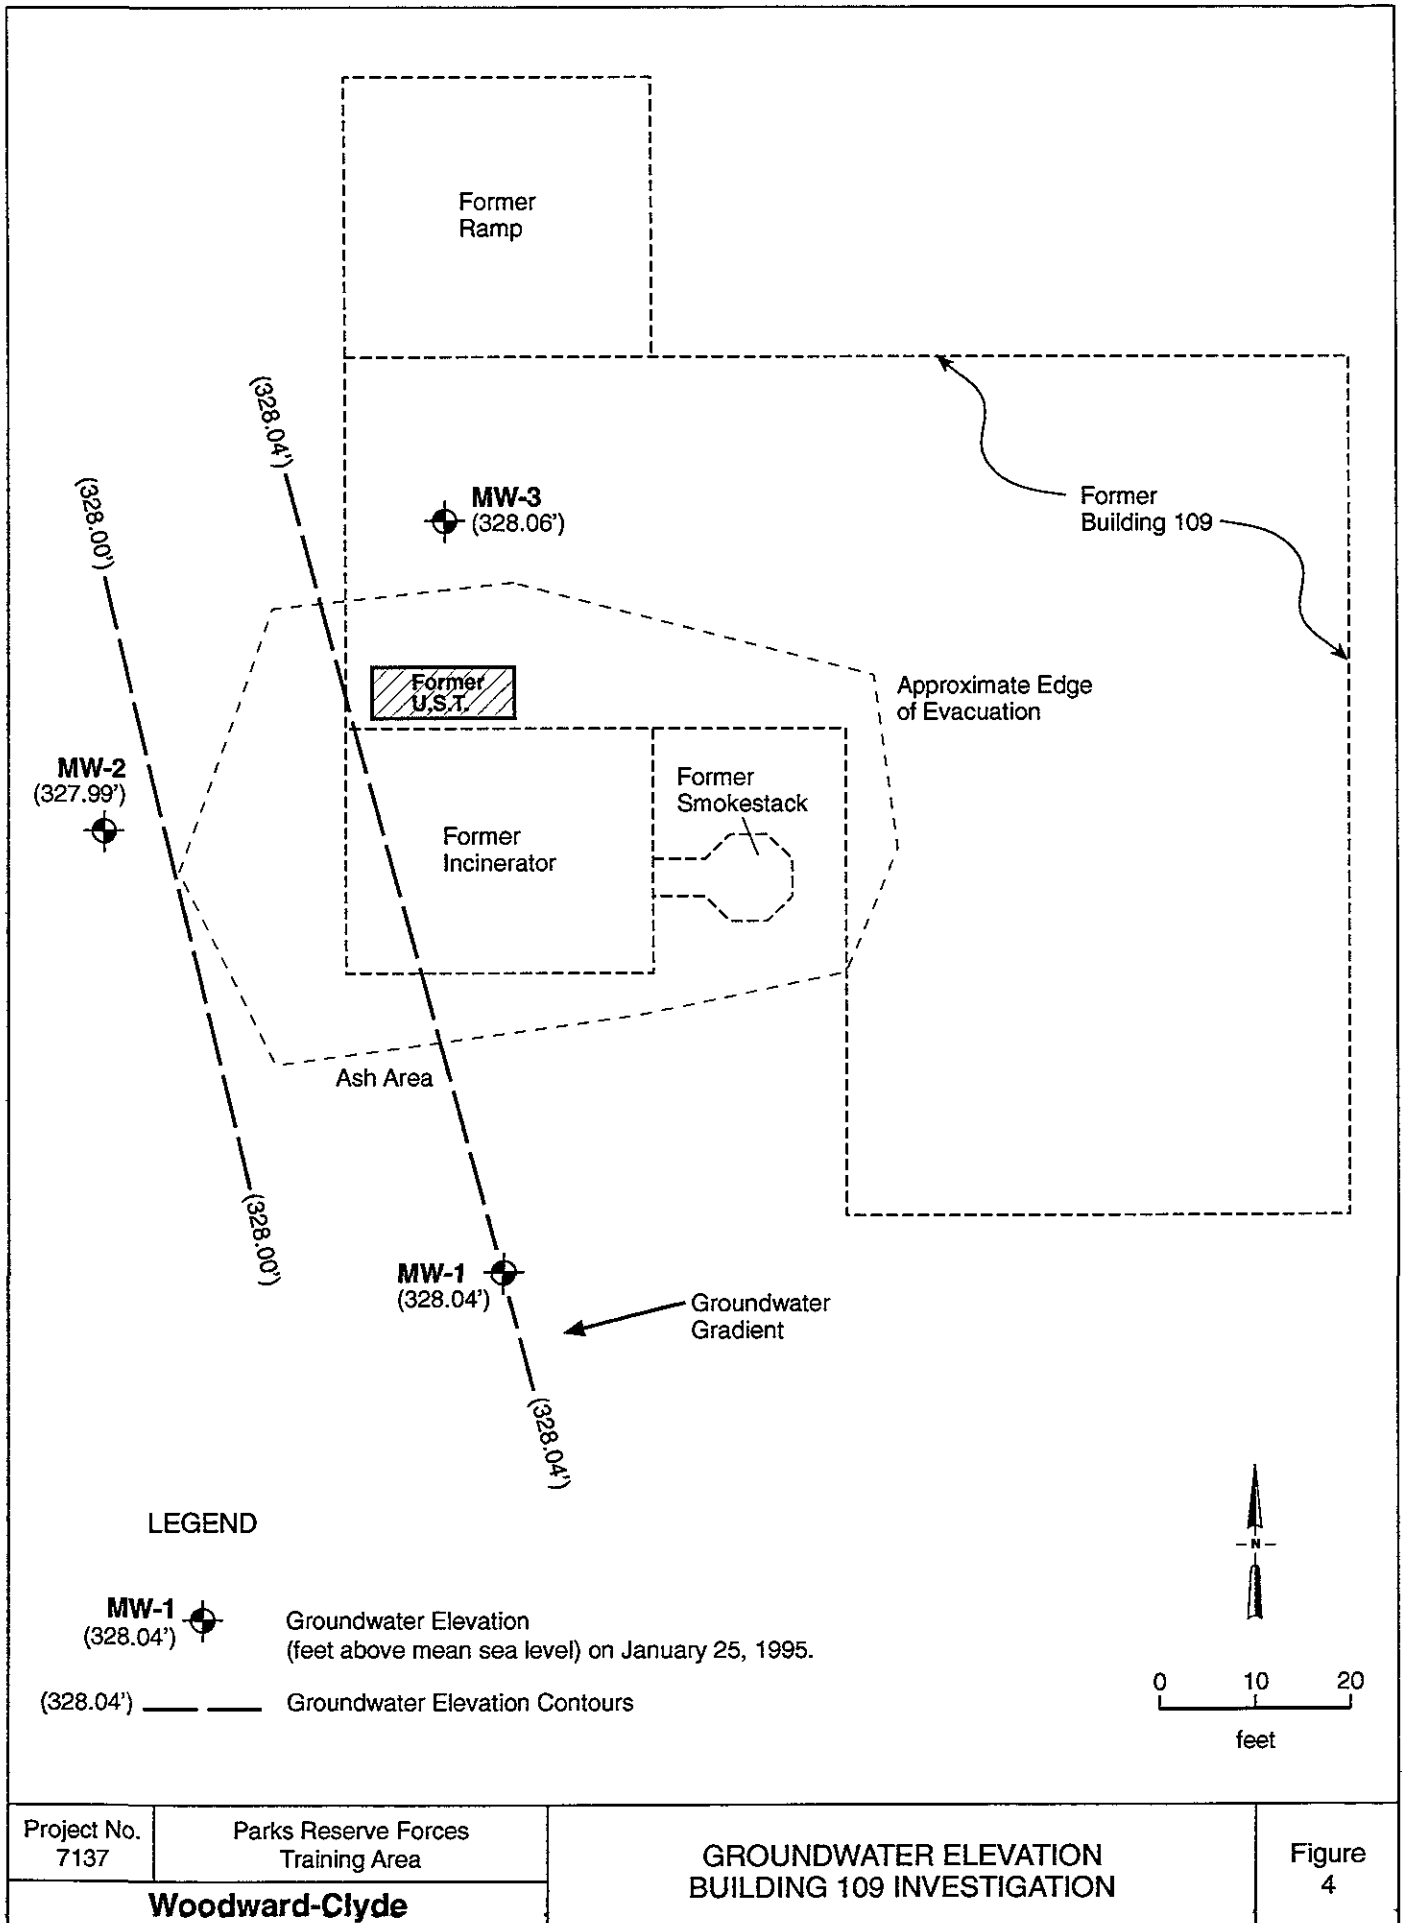 Former
Ramp
(328.04')
(328.00')
MW-3
(328.06')
Former
Building 109
Former
U.S.T.
Approximate Edge
of Evacuation
MW-2
(327.99')
Former
Smokestack
Former
Incinerator
Ash Area
(328.00')
MW-1
(328.04')
Groundwater
Gradient
(328.04')
LEGEND
N
MW-1
(328.04')
Groundwater Elevation
(feet above mean sea level) on January 25, 1995.
(328.04')
Groundwater Elevation Contours
0 10 20
feet
Project No.
7137
Parks Reserve Forces
Training Area
Woodward-Clyde
GROUNDWATER ELEVATION
BUILDING 109 INVESTIGATION
Figure
4